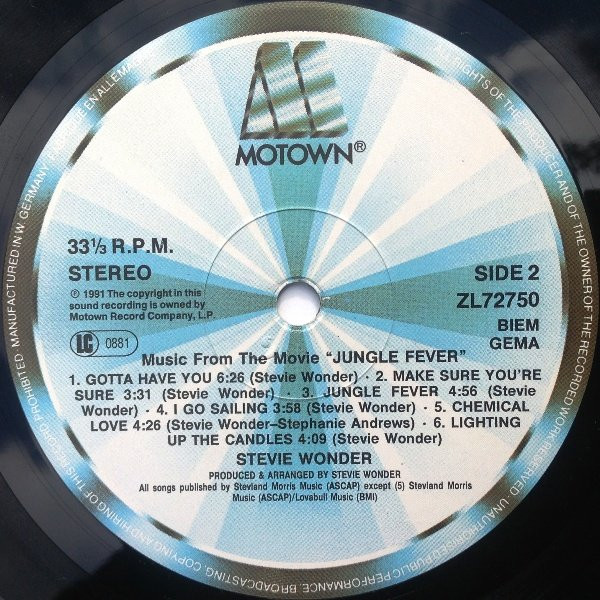 MOTOWN®
33⅓ R.P.M.
STEREO
℗ 1991 The copyright in this
sound recording is owned by
Motown Record Company, L.P.
LC 0881
SIDE 2
ZL72750
BIEM
GEMA
Music From The Movie “JUNGLE FEVER”
1. GOTTA HAVE YOU 6:26 (Stevie Wonder) · 2. MAKE SURE YOU’RE
SURE 3:31 (Stevie Wonder) · 3. JUNGLE FEVER 4:56 (Stevie
Wonder) · 4. I GO SAILING 3:58 (Stevie Wonder) · 5. CHEMICAL
LOVE 4:26 (Stevie Wonder–Stephanie Andrews) · 6. LIGHTING
UP THE CANDLES 4:09 (Stevie Wonder)
STEVIE WONDER
PRODUCED & ARRANGED BY STEVIE WONDER
All songs published by Stevland Morris Music (ASCAP) except (5) Stevland Morris
Music (ASCAP)/Lovabull Music (BMI)
ALL RIGHTS OF THE PRODUCER AND OF THE OWNER OF THE RECORDED WORK RESERVED. UNAUTHORISED PUBLIC PERFORMANCE, BROADCASTING, COPYING AND HIRING OF THIS RECORD PROHIBITED. MANUFACTURED IN W. GERMANY. EN ALLEMAGNE